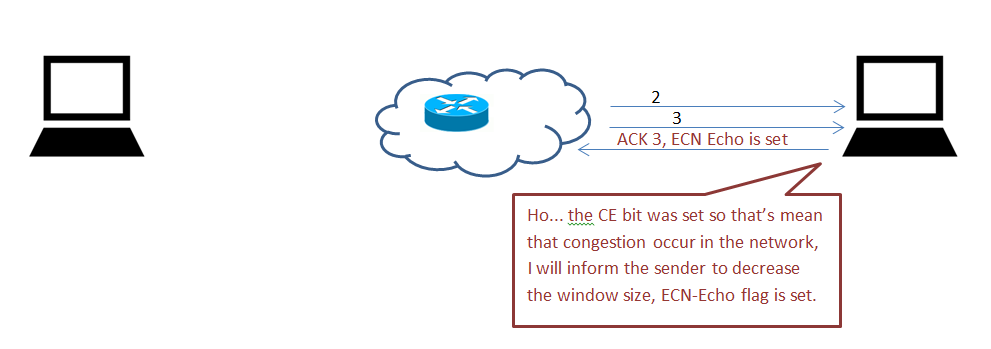 2
3
ACK 3, ECN Echo is set
Ho... the CE bit was set so that's mean
that congestion occur in the network,
I will inform the sender to decrease
the window size, ECN-Echo flag is set.